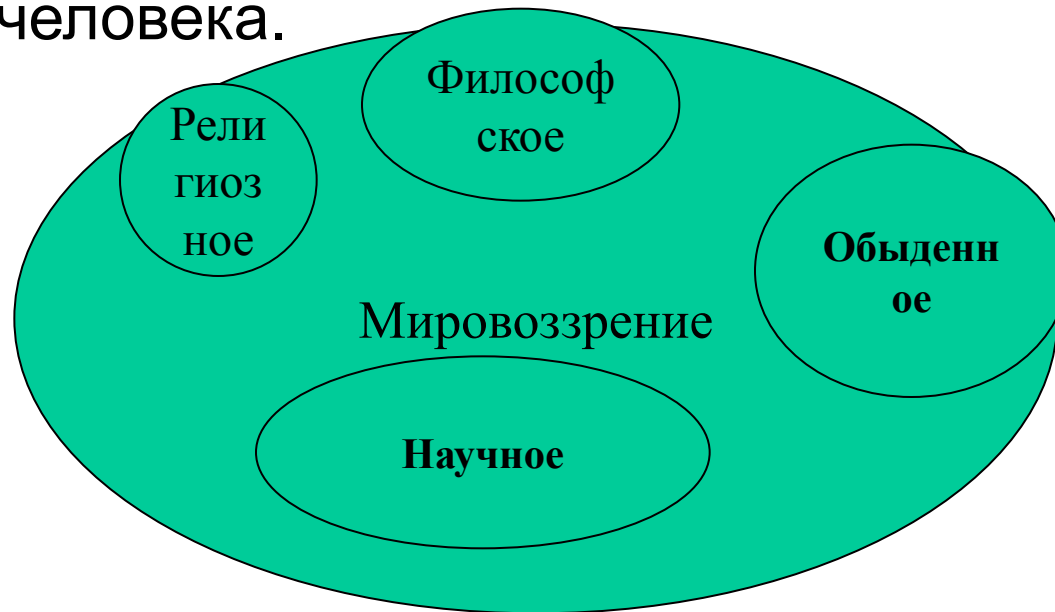 человека.
Философ
ское
Рели
гиоз
ное
Обыденн
ое
Мировоззрение
Научное